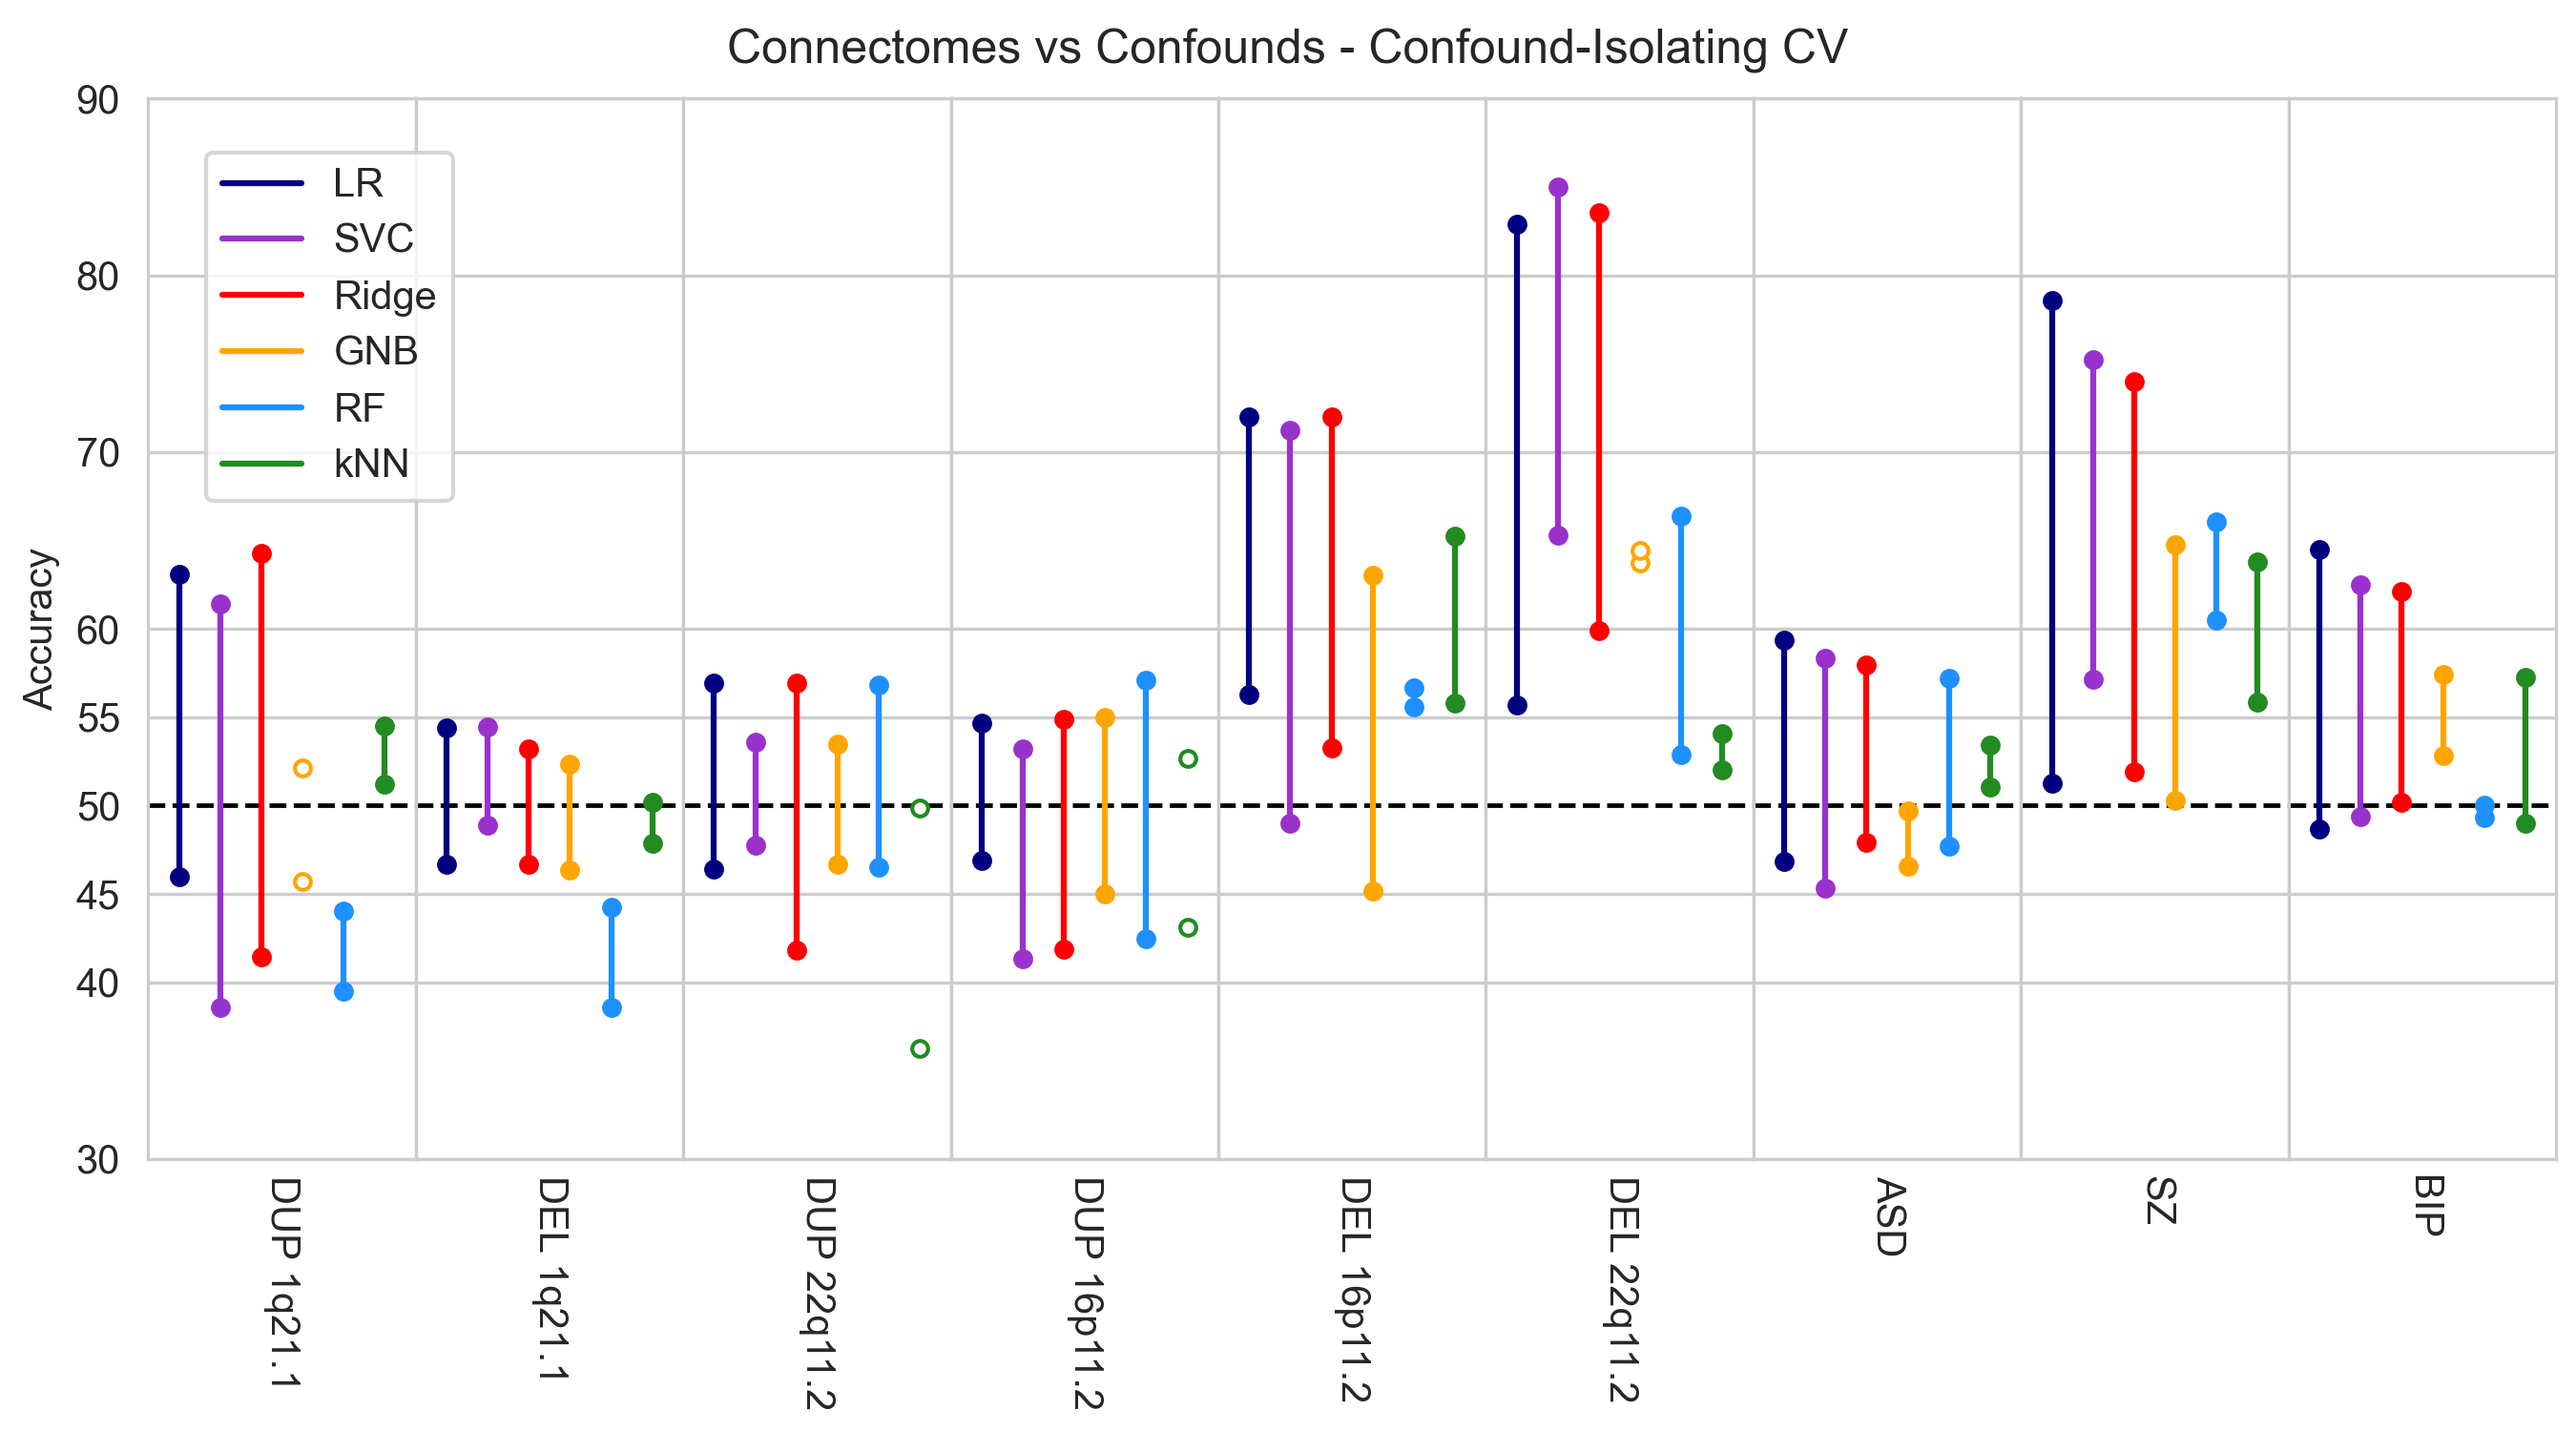 Connectomes vs Confounds - Confound-Isolating CV
90
80
70
60
55
50
45
40
30
Accuracy
LR
SVC
Ridge
GNB
RF
kNN
DUP 1q21.1
DEL 1q21.1
DUP 22q11.2
DUP 16p11.2
DEL 16p11.2
DEL 22q11.2
ASD
SZ
BIP